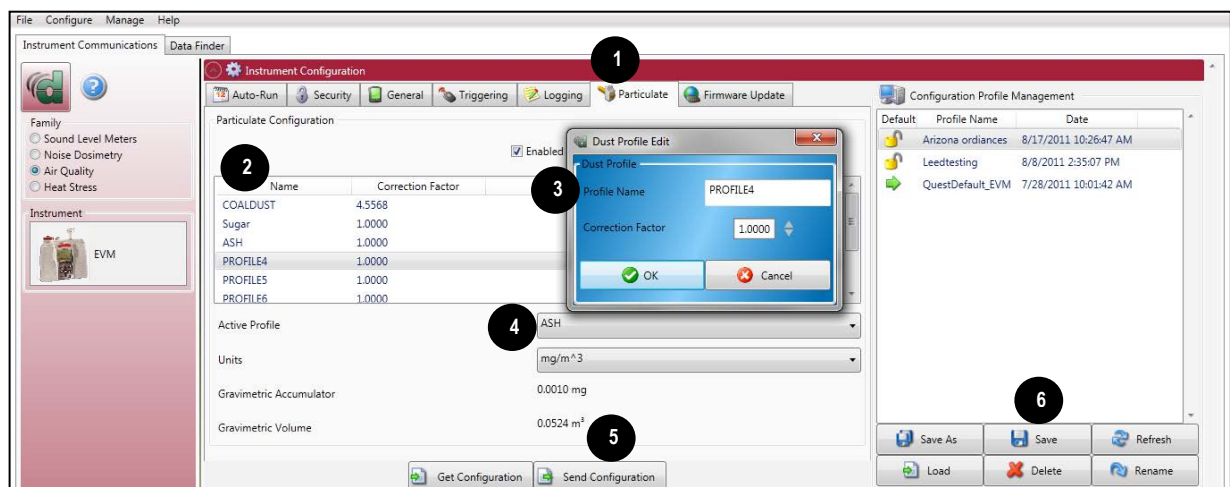 File Configure Manage Help
Instrument Communications Data Finder
1
Instrument Configuration
Auto-Run Security General Triggering Logging Particulate Firmware Update
Family
Sound Level Meters
Noise Dosimetry
Air Quality
Heat Stress
Instrument
EVM
Particulate Configuration
Enabled
2
Name Correction Factor
COALDUST 4.5568
Sugar 1.0000
ASH 1.0000
PROFILE4 1.0000
PROFILE5 1.0000
PROFILE6 1.0000
Dust Profile Edit
Dust Profile
3
Profile Name PROFILE4
Correction Factor 1.0000
OK Cancel
4
Active Profile ASH
Units mg/m^3
Gravimetric Accumulator 0.0010 mg
Gravimetric Volume 0.0524 m³
5
Get Configuration Send Configuration
Configuration Profile Management
Default Profile Name Date
Arizona ordiances 8/17/2011 10:26:47 AM
Leedtesting 8/8/2011 2:35:07 PM
QuestDefault_EVM 7/28/2011 10:01:42 AM
6
Save As Save Refresh
Load Delete Rename